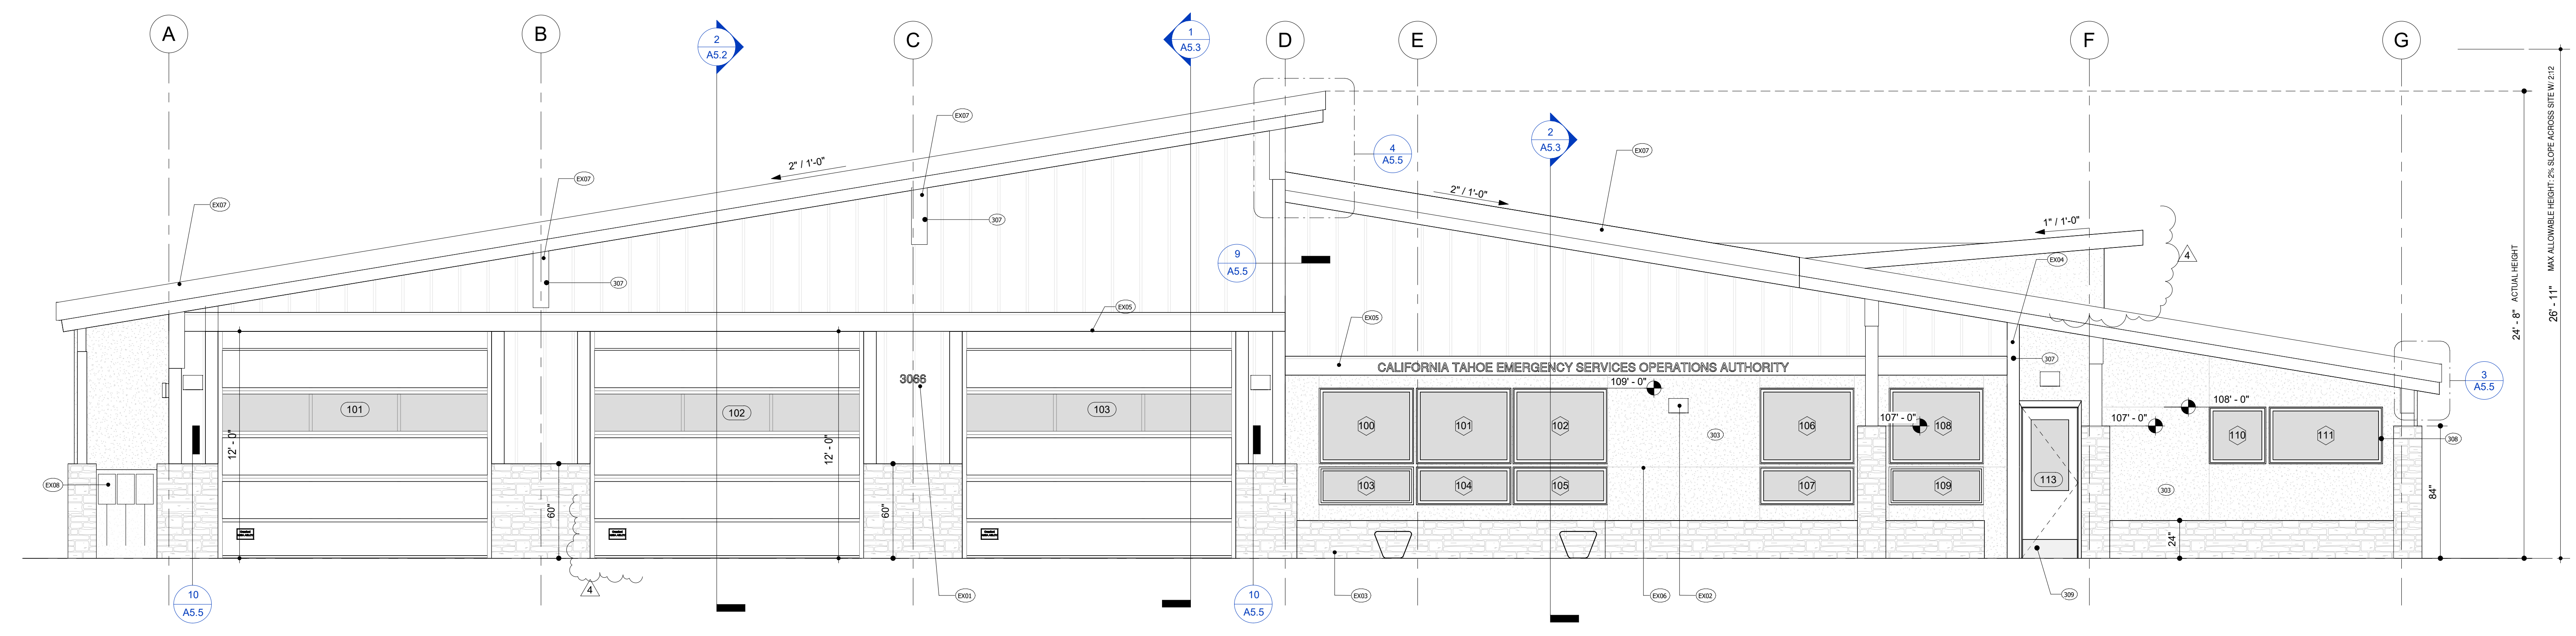 A
B
2
A5.2
C
1
A5.3
D
E
F
G
4
A5.5
2
A5.3
EX07
EX07
EX07
EX07
2" / 1'-0"
2" / 1'-0"
1" / 1'-0"
307
307
4
9
A5.5
EX04
EX05
EX05
307
24' - 8" ACTUAL HEIGHT
26' - 11" MAX ALLOWABLE HEIGHT: 2% SLOPE ACROSS SITE W/ 2:12
CALIFORNIA TAHOE EMERGENCY SERVICES OPERATIONS AUTHORITY
3066
109' - 0"
3
A5.5
101
102
103
100
101
102
106
108
107' - 0"
107' - 0"
108' - 0"
110
111
308
303
12' - 0"
12' - 0"
103
104
105
107
109
113
303
EX08
60"
60"
24"
84"
4
10
A5.5
EX01
10
A5.5
EX03
EX06
EX02
309